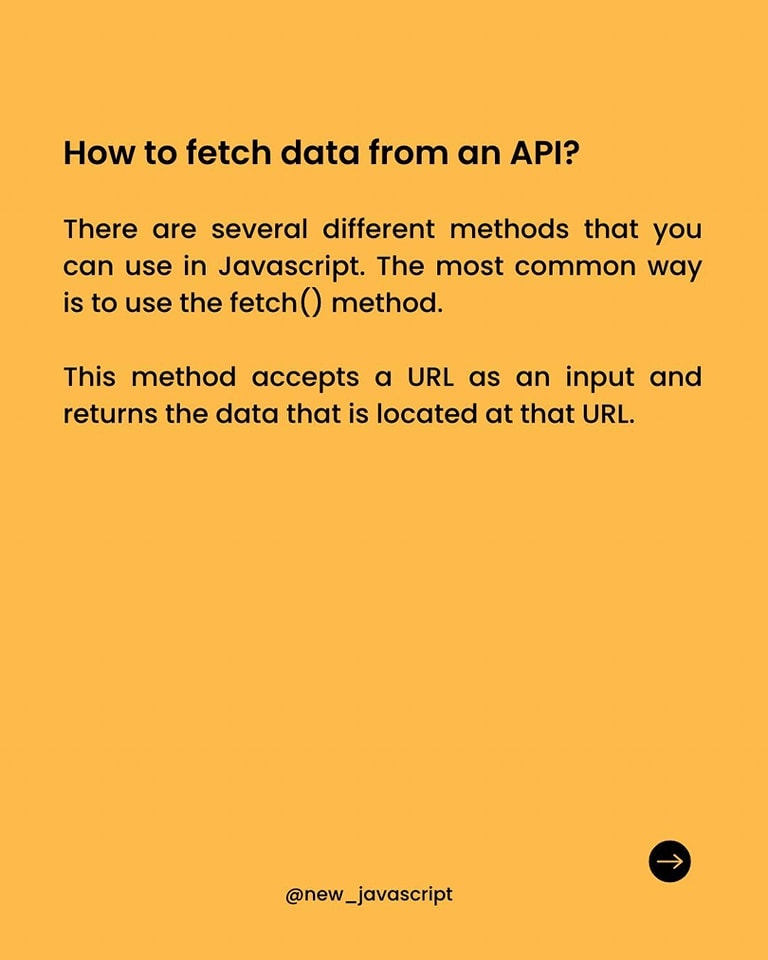 How to fetch data from an API?
There are several different methods that you
can use in Javascript. The most common way
is to use the fetch() method.
This method accepts a URL as an input and
returns the data that is located at that URL.
@new_javascript